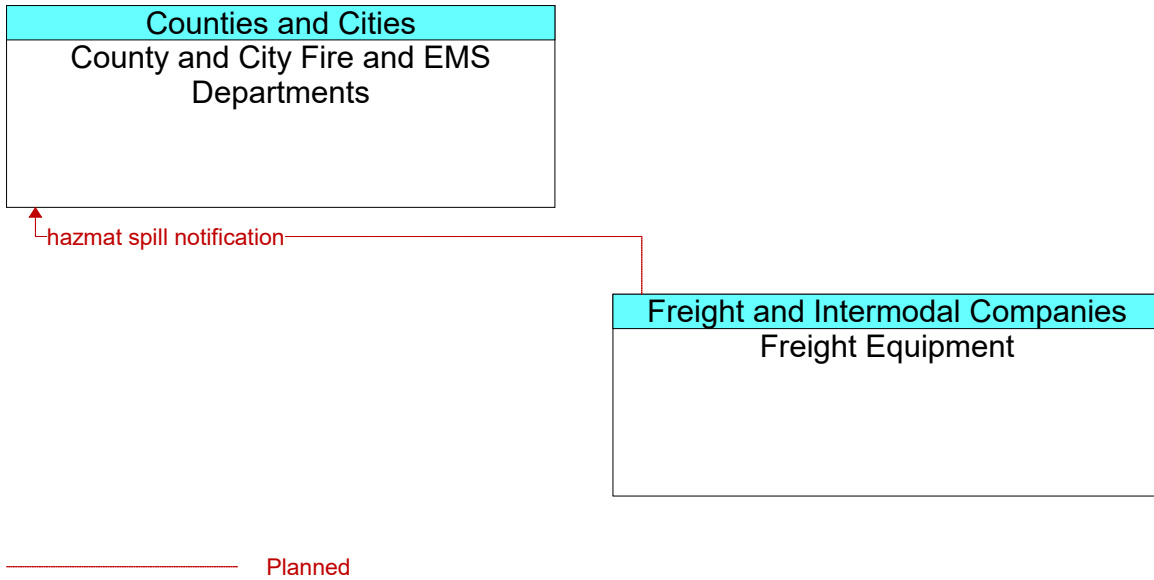 Counties and Cities
County and City Fire and EMS
Departments
hazmat spill notification
Freight and Intermodal Companies
Freight Equipment
Planned